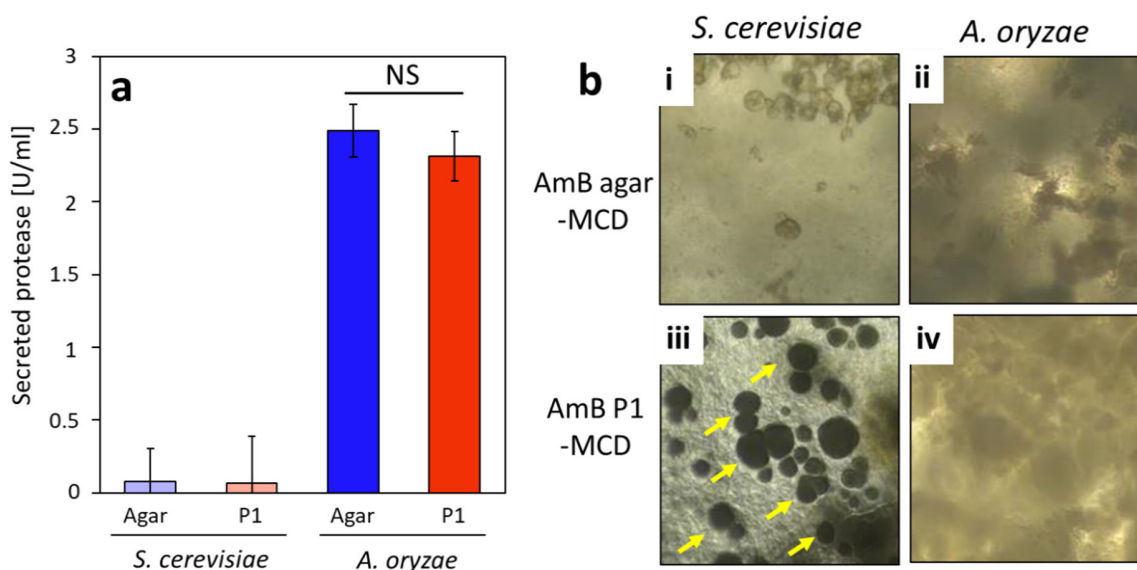 a
NS
Secreted protease [U/ml]
3
2.5
2
1.5
1
0.5
0
Agar P1 Agar P1
S. cerevisiae A. oryzae
b
S. cerevisiae A. oryzae
i ii
AmB agar
-MCD
iii iv
AmB P1
-MCD